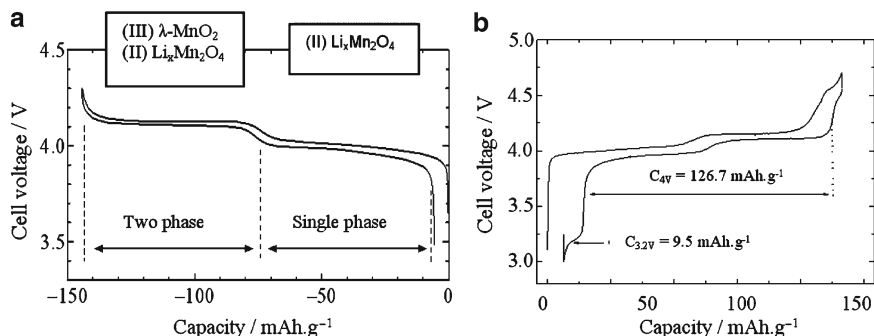 a
(III) λ-MnO₂
(II) LiₓMn₂O₄
(II) LiₓMn₂O₄
4.5
4.0
3.5
Cell voltage / V
Two phase
Single phase
−150
−100
−50
0
Capacity / mAh.g⁻¹
b
5.0
4.5
4.0
3.5
3.0
Cell voltage / V
C₄ᵥ = 126.7 mAh.g⁻¹
C₃.₂ᵥ = 9.5 mAh.g⁻¹
0
50
100
150
Capacity / mAh.g⁻¹